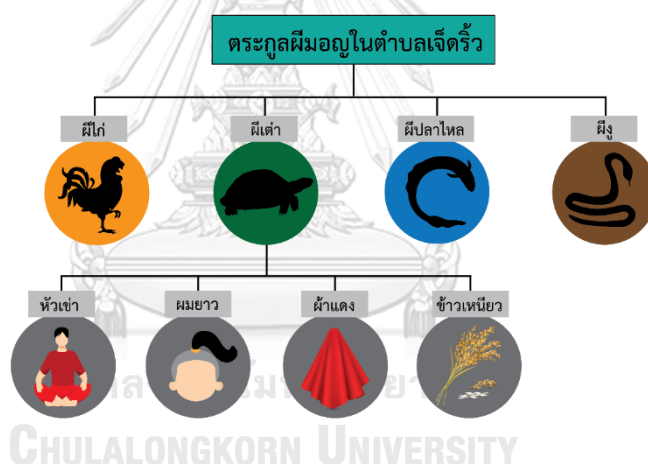 ตระกูลผีมอญในตำบลเจ็ดริ้ว
ผีไก่
ผีเต่า
ผีปลาไหล
ผีงู
หัวเข่า
ผมยาว
ผ้าแดง
ข้าวเหนียว
CHULALONGKORN UNIVERSITY